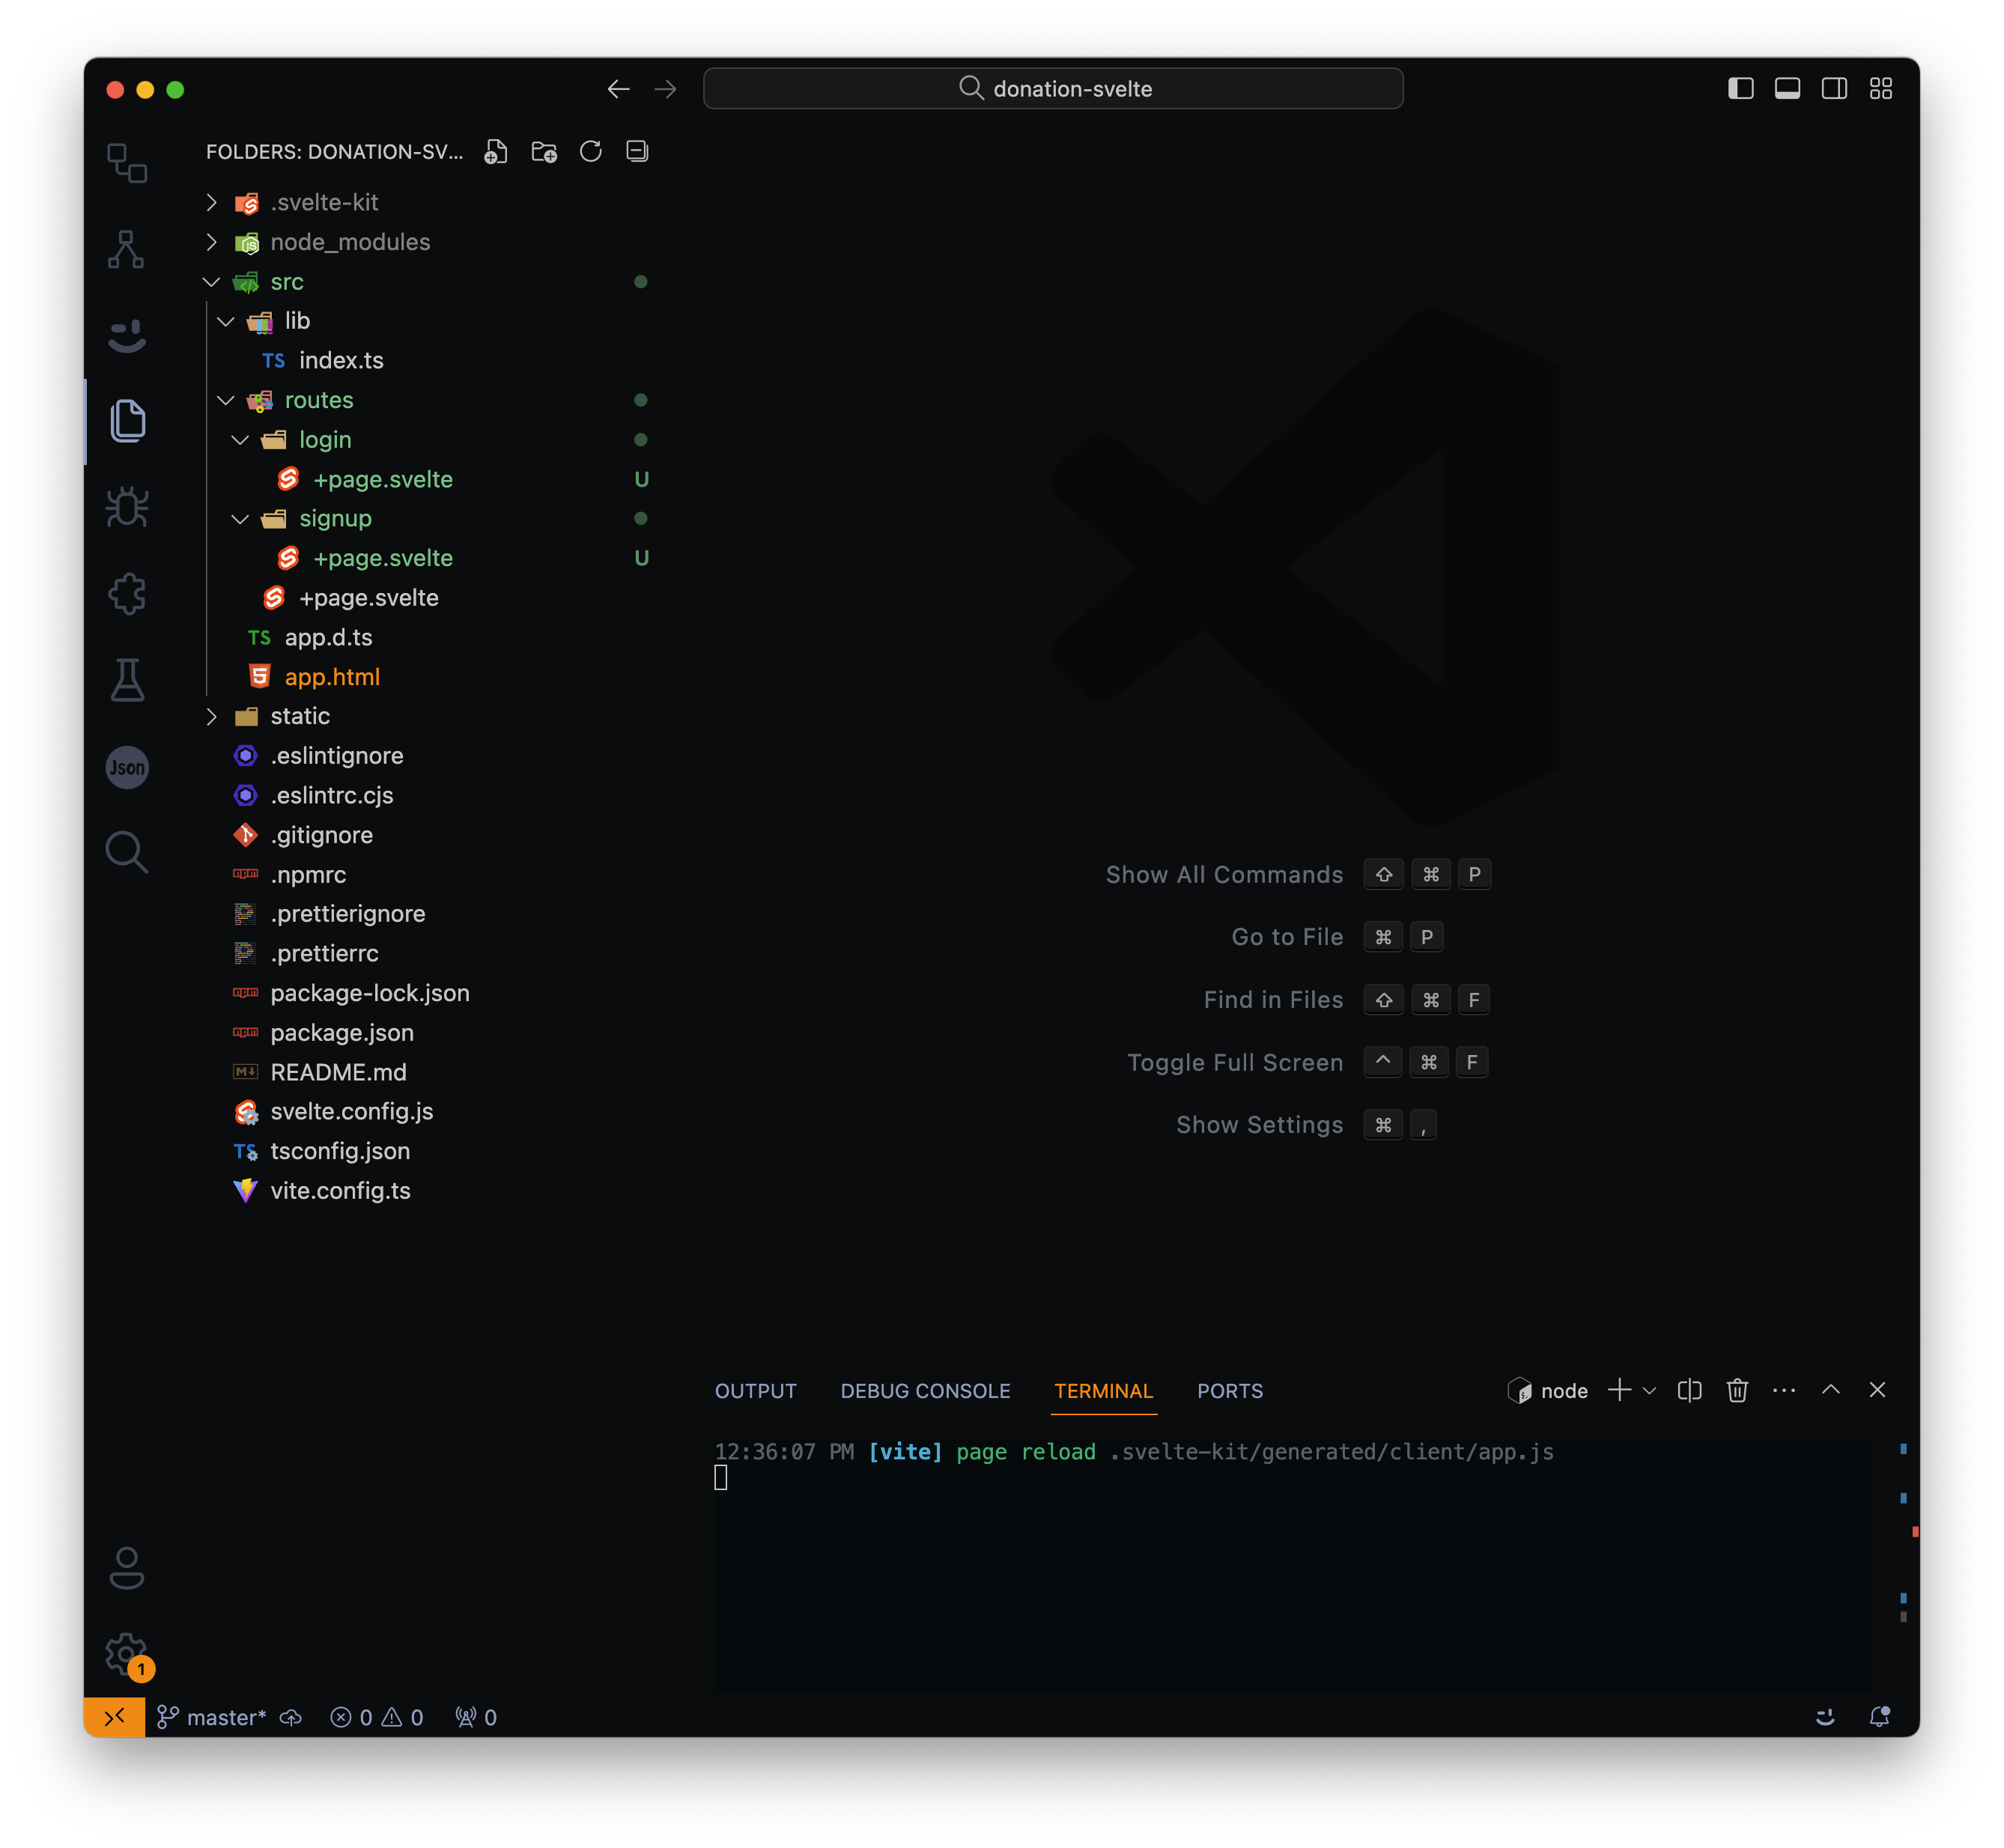 donation-svelte
FOLDERS: DONATION-SV...
.svelte-kit
node_modules
src
lib
TS index.ts
routes
login
+page.svelte U
signup
+page.svelte U
+page.svelte
TS app.d.ts
app.html
static
.eslintignore
.eslintrc.cjs
.gitignore
.npmrc
.prettierignore
.prettierrc
package-lock.json
package.json
README.md
svelte.config.js
TS tsconfig.json
vite.config.ts
Json
Show All Commands ⇧ ⌘ P
Go to File ⌘ P
Find in Files ⇧ ⌘ F
Toggle Full Screen ^ ⌘ F
Show Settings ⌘ ,
OUTPUT DEBUG CONSOLE TERMINAL PORTS node
12:36:07 PM [vite] page reload .svelte-kit/generated/client/app.js
1
master* 0 0 0